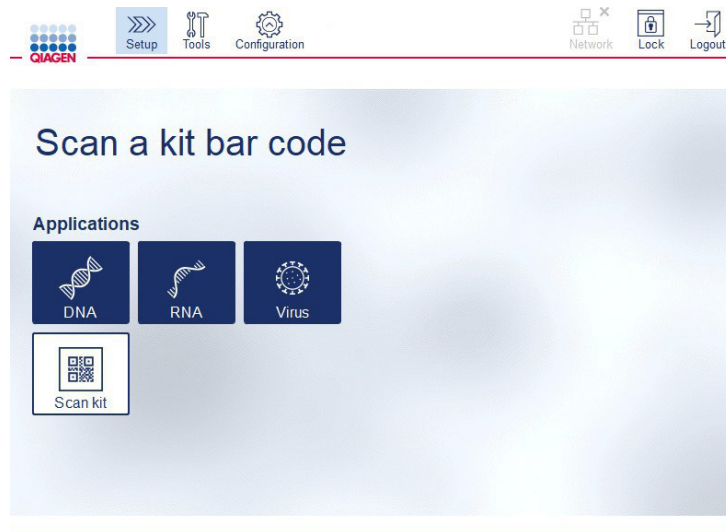 Setup
Tools
Configuration
Network
Lock
Logout
QIAGEN
Scan a kit bar code
Applications
DNA
RNA
Virus
Scan kit